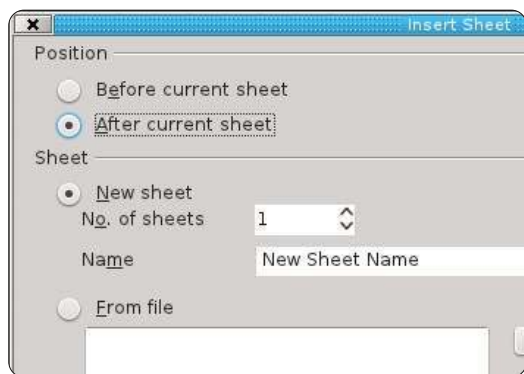 Insert Sheet
Position
Before current sheet
After current sheet
Sheet
New sheet
No. of sheets 1
Name New Sheet Name
From file